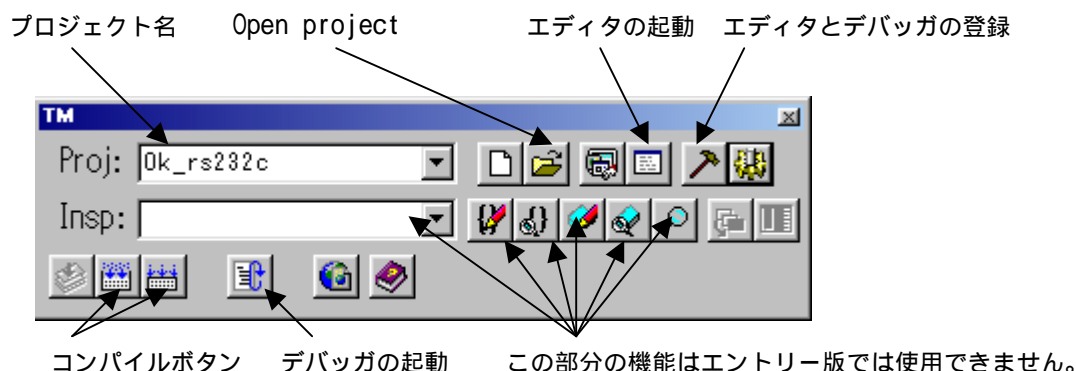 プロジェクト名 Open project エディタの起動 エディタとデバッガの登録
TM
Proj: Ok_rs232c
Insp:
コンパイルボタン デバッガの起動 この部分の機能はエントリー版では使用できません。